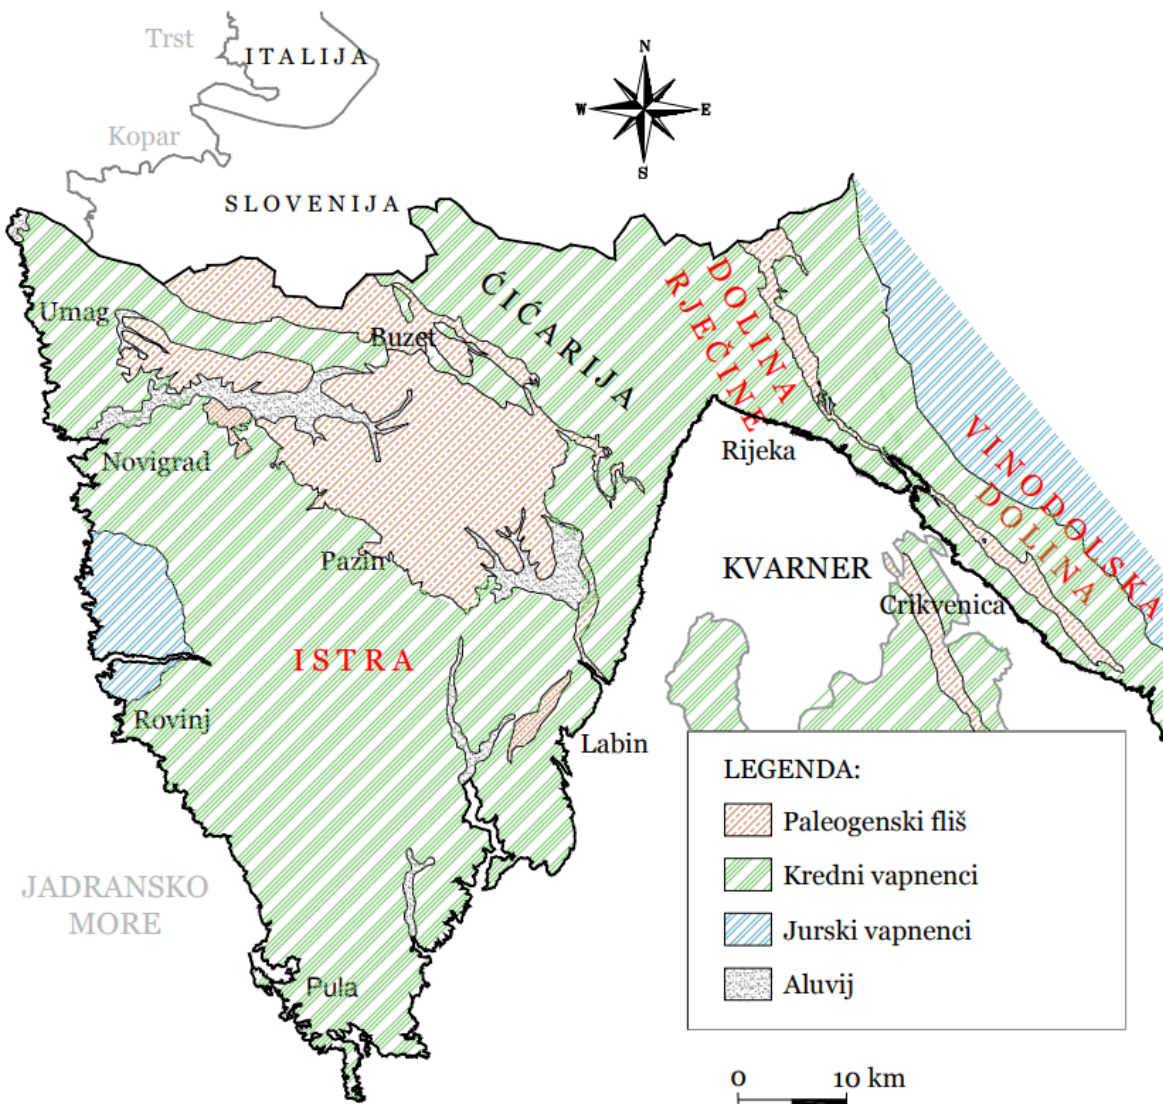 Trst
ITALIJA
N
W
E
S
Kopar
SLOVENIJA
Umag
Buzet
ĆIĆARIJA
DOLINA
RJEČINE
VINODOLSKA
DOLINA
Novigrad
Rijeka
Pazin
KVARNER
Crikvenica
ISTRA
Rovinj
Labin
JADRANSKO
MORE
Pula
LEGENDA:
Paleogenski fliš
Kredni vapnenci
Jurski vapnenci
Aluvij
0
10 km